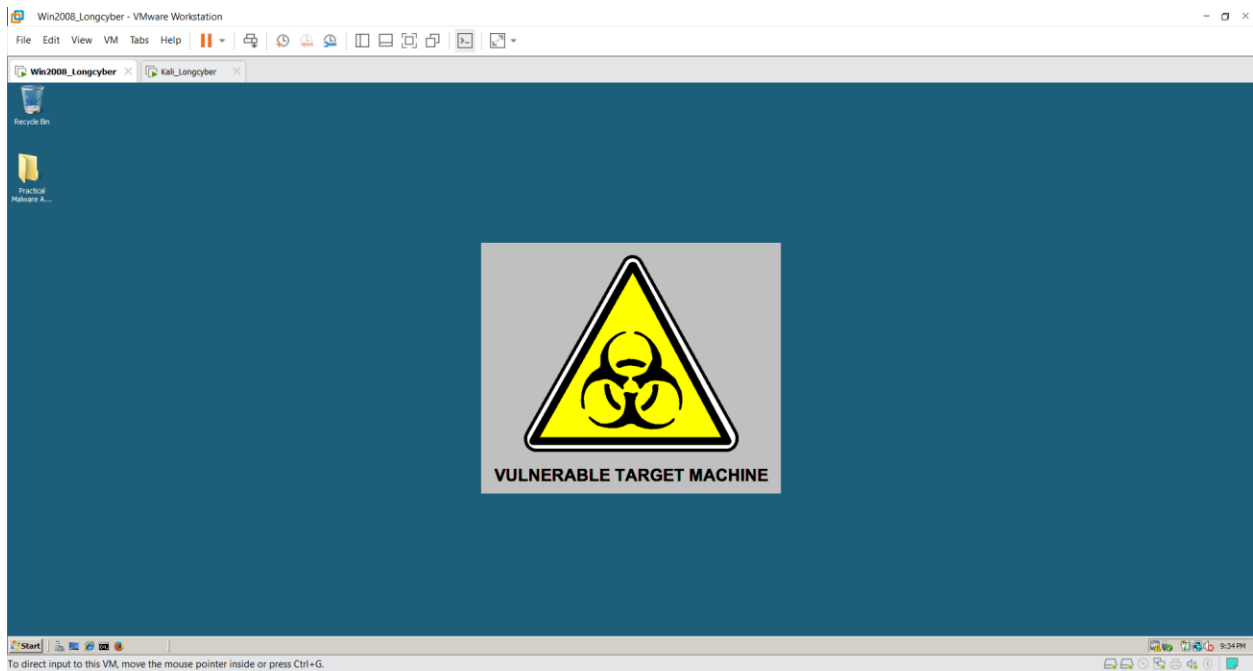 Win2008_Longcyber - VMware Workstation
File Edit View VM Tabs Help
Win2008_Longcyber
Kali_Longcyber
Recycle Bin
Practical
Malware A...
VULNERABLE TARGET MACHINE
Start
9:34 PM
To direct input to this VM, move the mouse pointer inside or press Ctrl+G.